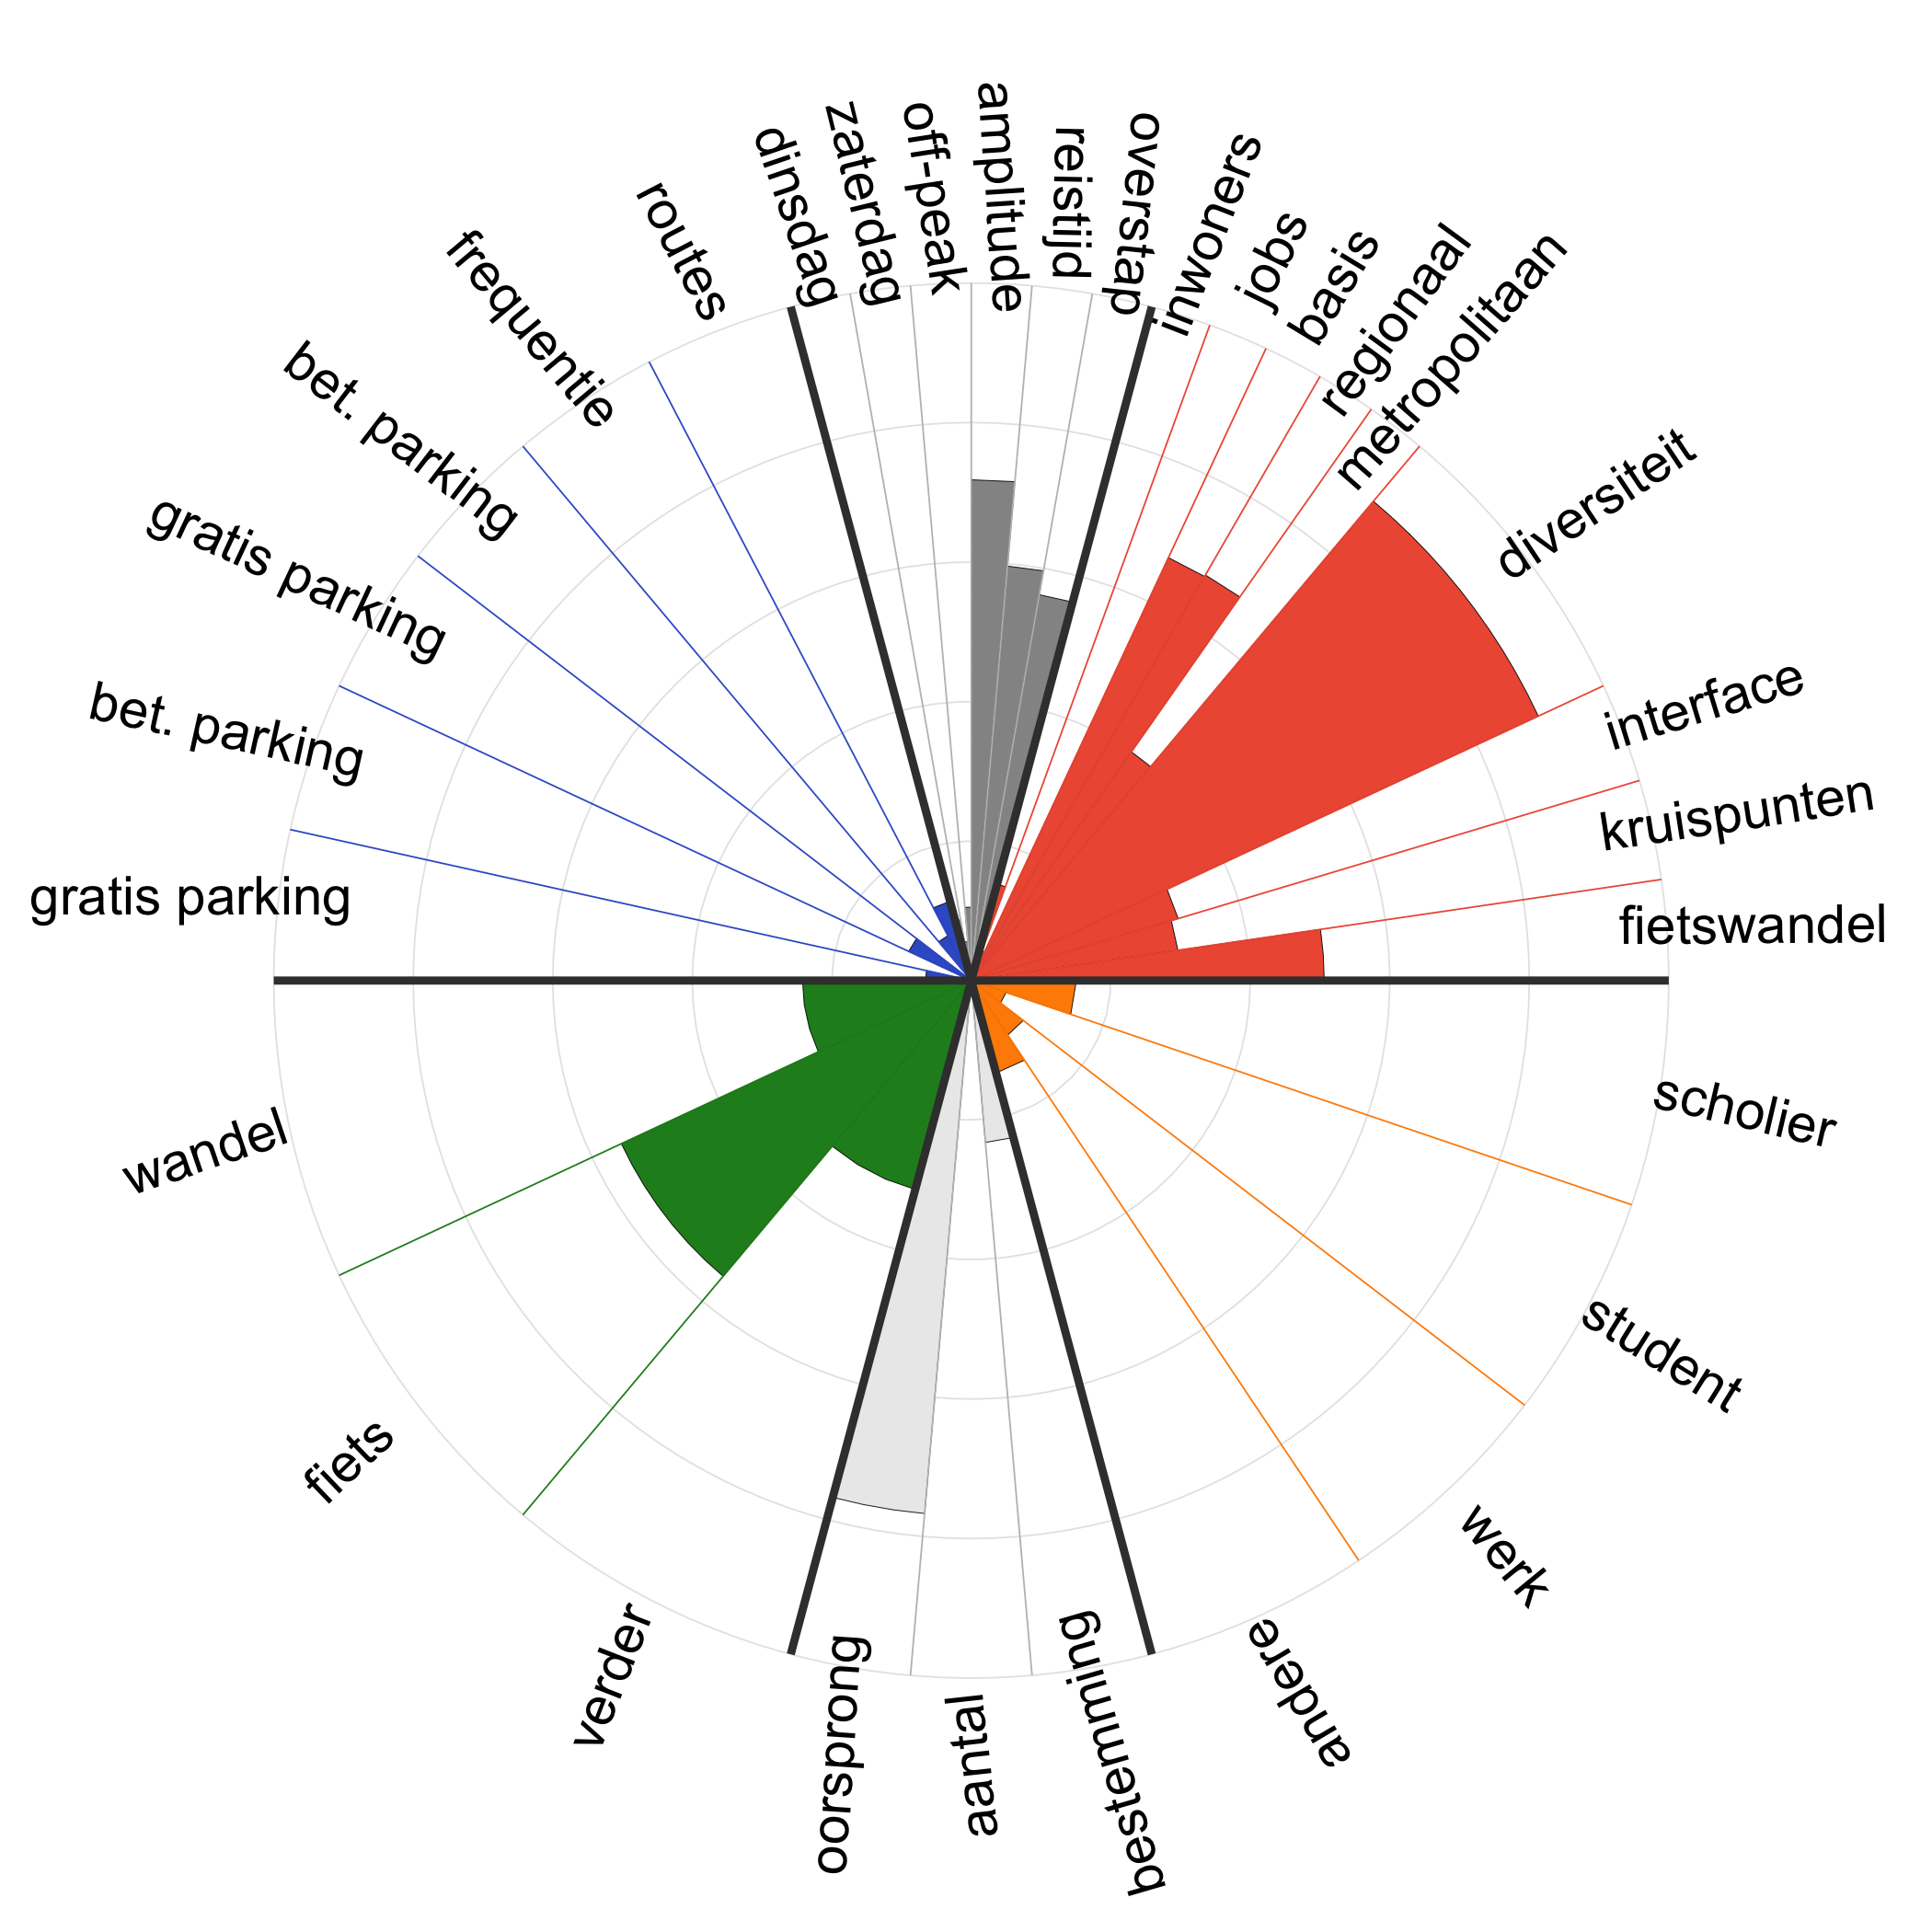 dinsdag
zaterdag
off-peak
amplitude
reistijd
overstap
inwoners
jobs
basis
regionaal
metropolitaan
diversiteit
interface
kruispunten
fietswandel
scholier
student
werk
andere
bestemming
aantal
oorsprong
verder
fiets
wandel
gratis parking
bet. parking
gratis parking
bet. parking
frequentie
routes